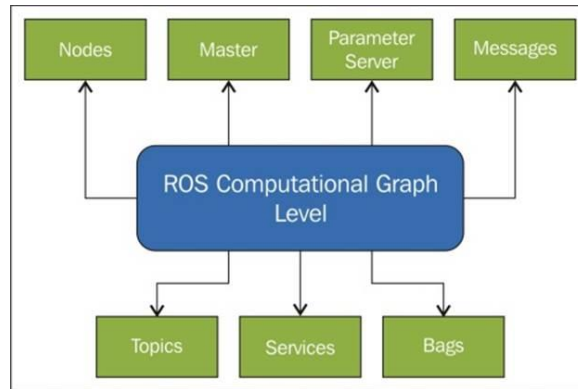 Nodes
Master
Parameter
Server
Messages
ROS Computational Graph
Level
Topics
Services
Bags